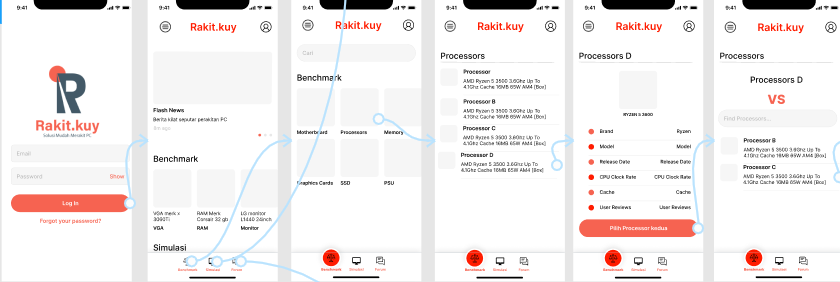 9:41
Rakit.kuy
Solusi Mudah Merakit PC
Email
Password
Show
Log In
Forget your password?
9:41
Rakit.kuy
Flash News
Berita kilat seputar perakitan PC
Benchmark
VGA merk x
3060Ti
VGA
RAM Merk
Corsair 32 gb
RAM
LG monitor
L1440 24inch
Monitor
Simulasi
Benchmark
Simulasi
Forum
9:41
Rakit.kuy
Cari
Benchmark
Motherboard
Processors
Memory
Graphics Cards
SSD
PSU
Benchmark
Simulasi
Forum
9:41
Rakit.kuy
Processors
Processor
AMD Ryzen 5 3500 3.6Ghz Up To
4.1Ghz Cache 16MB 65W AM4 [Box]
Processor B
AMD Ryzen 5 3500 3.6Ghz Up To
4.1Ghz Cache 16MB 65W AM4 [Box]
Processor C
AMD Ryzen 5 3500 3.6Ghz Up To
4.1Ghz Cache 16MB 65W AM4 [Box]
Processor D
AMD Ryzen 5 3500 3.6Ghz Up To
4.1Ghz Cache 16MB 65W AM4 [Box]
Benchmark
Simulasi
Forum
9:41
Rakit.kuy
Processors D
RYZEN 5 3500
Brand
Ryzen
Model
Model
Release Date
Release Date
CPU Clock Rate
CPU Clock Rate
Cache
Cache
User Reviews
User Reviews
Pilih Processor kedua
Benchmark
Simulasi
Forum
9:41
Rakit.kuy
Processors
Processors D
VS
Find Processors...
Processor B
AMD Ryzen 5 3500 3.6Ghz Up To
4.1Ghz Cache 16MB 65W AM4 [Box]
Processor C
AMD Ryzen 5 3500 3.6Ghz Up To
4.1Ghz Cache 16MB 65W AM4 [Box]
Benchmark
Simulasi
Forum